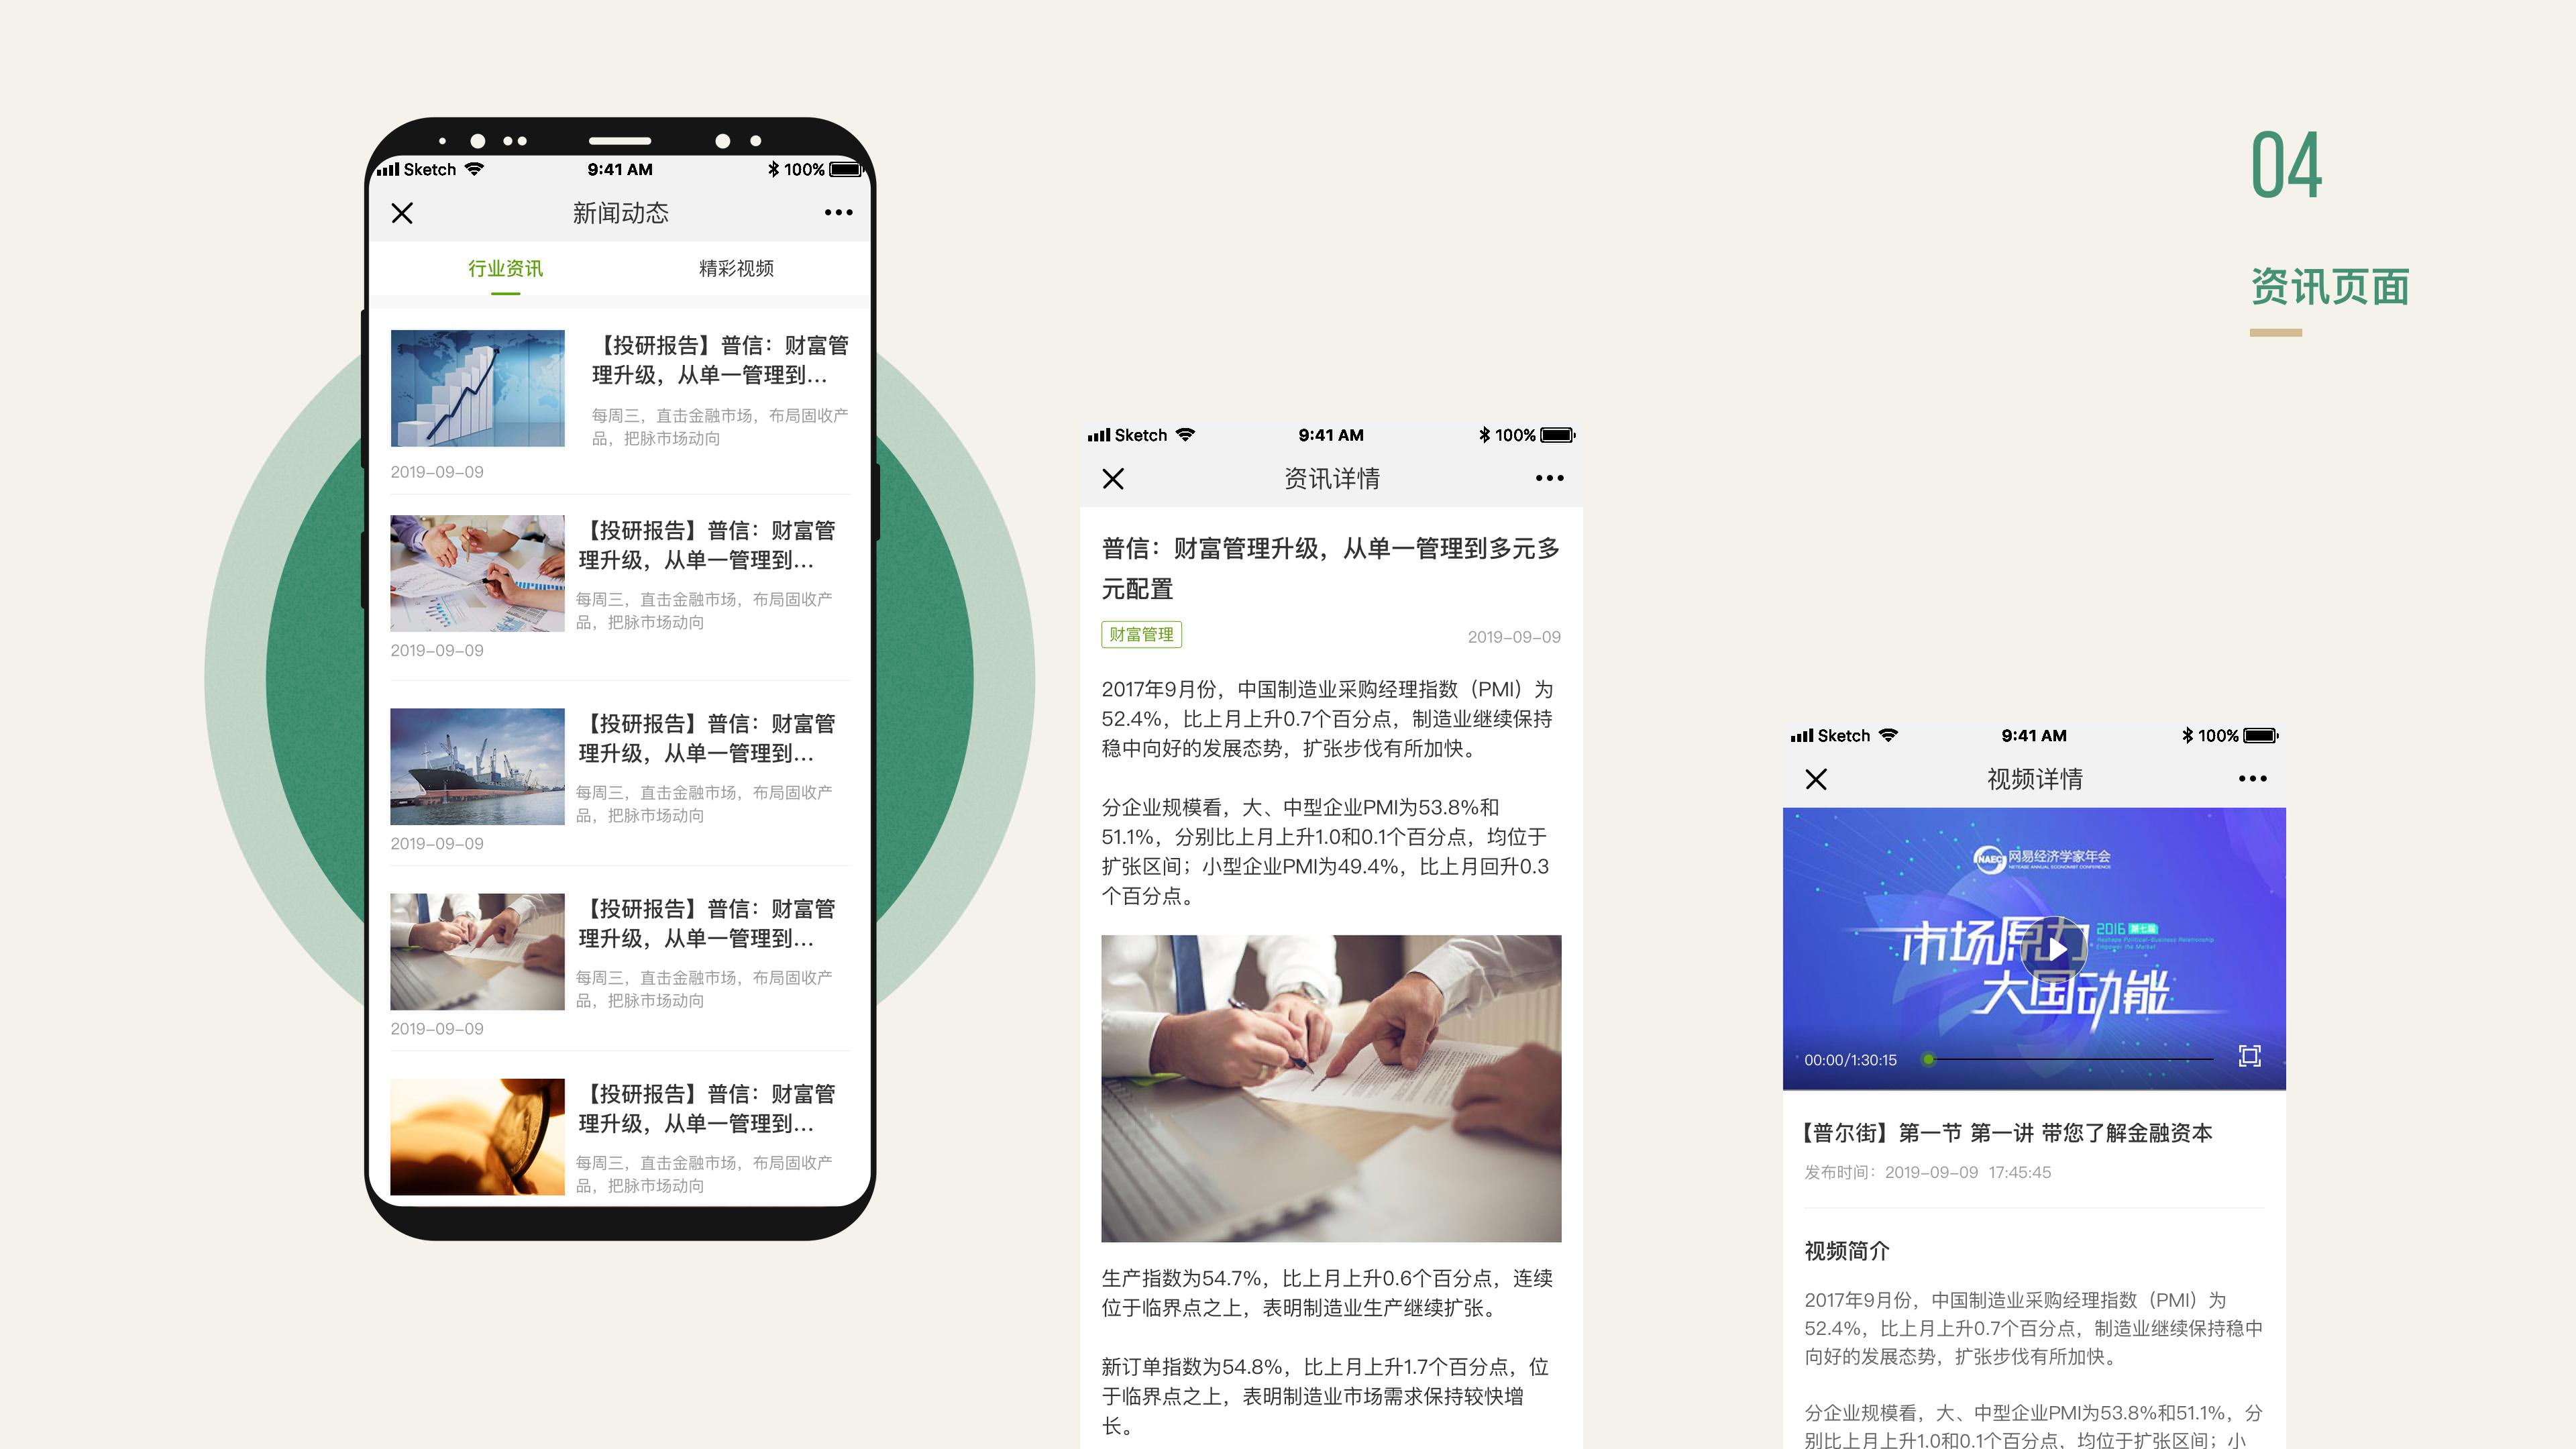 04
资讯页面
Sketch 9:41 AM 100%
新闻动态
行业资讯 精彩视频
【投研报告】普信：财富管
理升级，从单一管理到...
每周三，直击金融市场，布局固收产
品，把脉市场动向
2019-09-09
【投研报告】普信：财富管
理升级，从单一管理到...
每周三，直击金融市场，布局固收产
品，把脉市场动向
2019-09-09
【投研报告】普信：财富管
理升级，从单一管理到...
每周三，直击金融市场，布局固收产
品，把脉市场动向
2019-09-09
【投研报告】普信：财富管
理升级，从单一管理到...
每周三，直击金融市场，布局固收产
品，把脉市场动向
2019-09-09
【投研报告】普信：财富管
理升级，从单一管理到...
每周三，直击金融市场，布局固收产
品，把脉市场动向
Sketch 9:41 AM 100%
资讯详情
普信：财富管理升级，从单一管理到多元多
元配置
财富管理 2019-09-09
2017年9月份，中国制造业采购经理指数（PMI）为
52.4%，比上月上升0.7个百分点，制造业继续保持
稳中向好的发展态势，扩张步伐有所加快。
分企业规模看，大、中型企业PMI为53.8%和
51.1%，分别比上月上升1.0和0.1个百分点，均位于
扩张区间；小型企业PMI为49.4%，比上月回升0.3
个百分点。
生产指数为54.7%，比上月上升0.6个百分点，连续
位于临界点之上，表明制造业生产继续扩张。
新订单指数为54.8%，比上月上升1.7个百分点，位
于临界点之上，表明制造业市场需求保持较快增
长。
Sketch 9:41 AM 100%
视频详情
NAEC 网易经济学家年会
NETEASE ANNUAL ECONOMIST CONFERENCE
市场原力 2016 第七届
Reshape Political-Business Relationship
Empower the Market
大国动能
00:00/1:30:15
【普尔街】第一节 第一讲 带您了解金融资本
发布时间：2019-09-09 17:45:45
视频简介
2017年9月份，中国制造业采购经理指数（PMI）为
52.4%，比上月上升0.7个百分点，制造业继续保持稳中
向好的发展态势，扩张步伐有所加快。
分企业规模看，大、中型企业PMI为53.8%和51.1%，分
别比上月上升1.0和0.1个百分点，均位于扩张区间；小